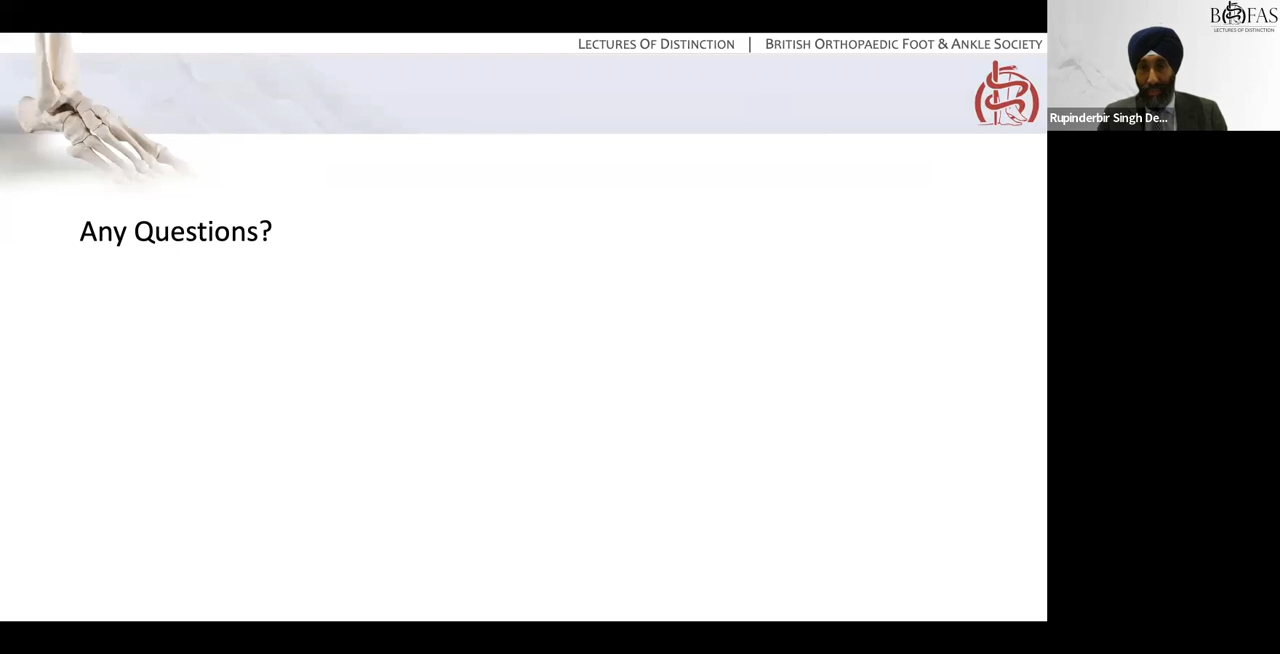 LECTURES OF DISTINCTION | BRITISH ORTHOPAEDIC FOOT & ANKLE SOCIETY
BOFAS
LECTURES OF DISTINCTION
Rupinderbir Singh De...
Any Questions?